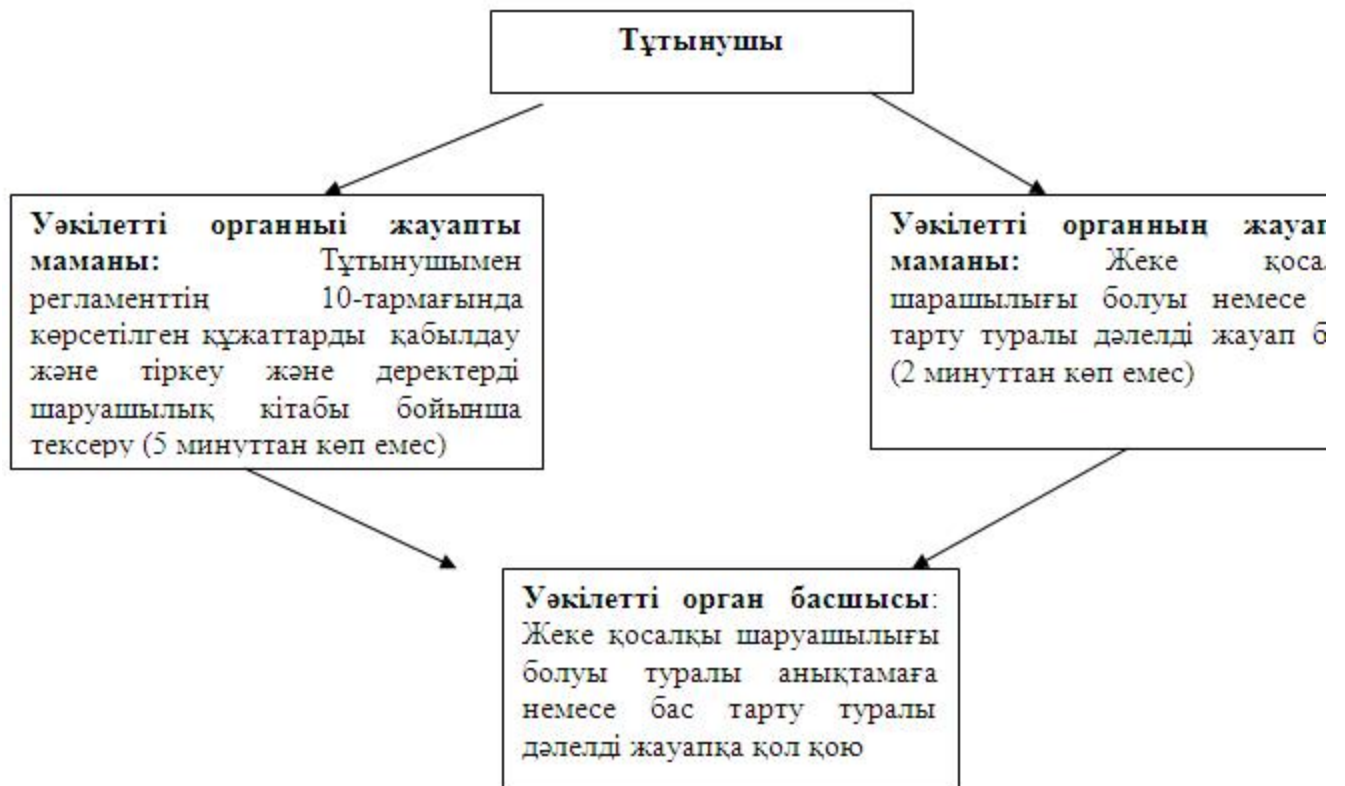 Тұтынушы
Уәкілетті органныі жауапты
маманы: Тұтынушымен
регламенттің 10-тармағында
көрсетілген құжаттарды қабылдау
және тіркеу және деректерді
шаруашылық кітабы бойынша
тексеру (5 минуттан көп емес)
Уәкілетті органның
маманы: Жеке
шарашылығы болуы немесе
тарту туралы дәлелді жауап
(2 минуттан көп емес)
Уәкілетті орган басшысы:
Жеке қосалқы шаруашылығы
болуы туралы анықтамаға
немесе бас тарту туралы
дәлелді жауапқа қол қою